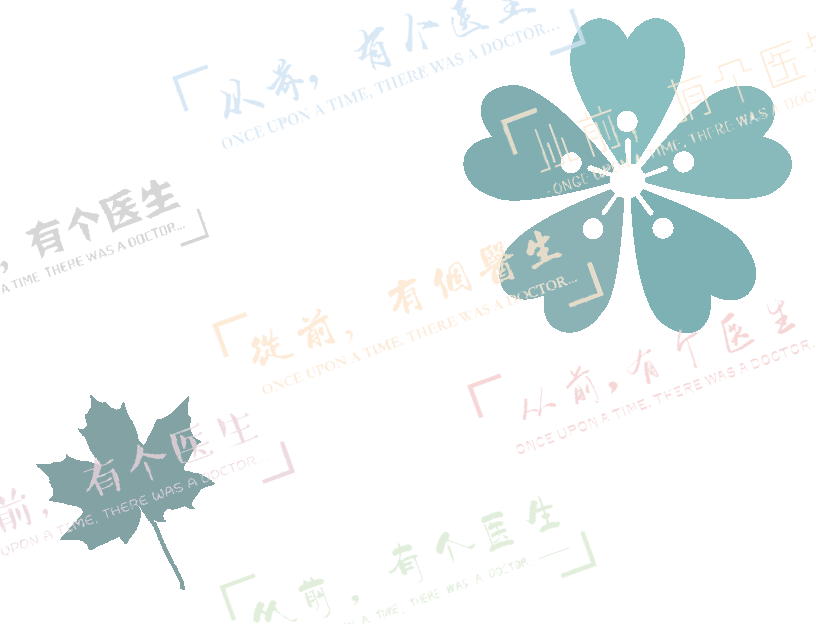 「从前，有个医生
ONCE UPON A TIME, THERE WAS A DOCTOR...」
「从前，有个医生
ONCE UPON A TIME, THERE WAS A DOC
，有个医生
A TIME THERE WAS A DOCTOR...」
「從前，有個醫生
ONCE UPON A TIME, THERE WAS A DOCTOR...」
「从前,有个医生
ONCE UPON A TIME, THERE WAS A DOCTOR.
前，有个医生
UPON A TIME, THERE WAS A DOCTOR...」
「从前，有个医生
A TIME, THERE WAS A DOCTOR...」